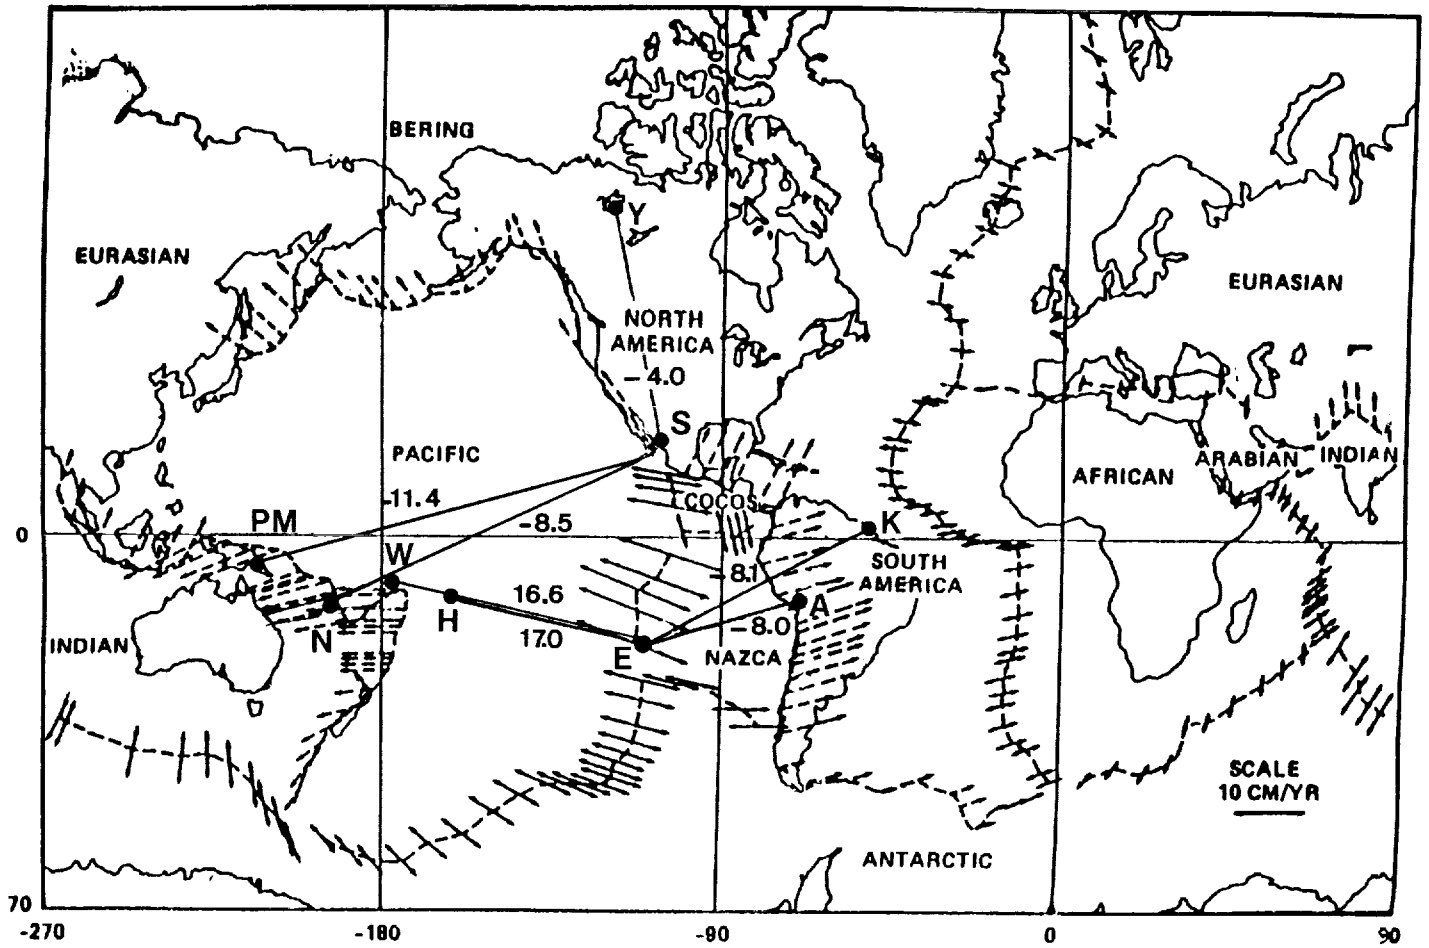 BERING
Y
EURASIAN
EURASIAN
NORTH
AMERICA
-4.0
S
PACIFIC
AFRICAN
ARABIAN
INDIAN
-11.4
COCOS
PM
-8.5
0
K
W
SOUTH
AMERICA
-8.1
16.6
H
A
-8.0
17.0
N
INDIAN
E
NAZCA
SCALE
10 CM/YR
ANTARCTIC
70
-270
-180
-90
0
90